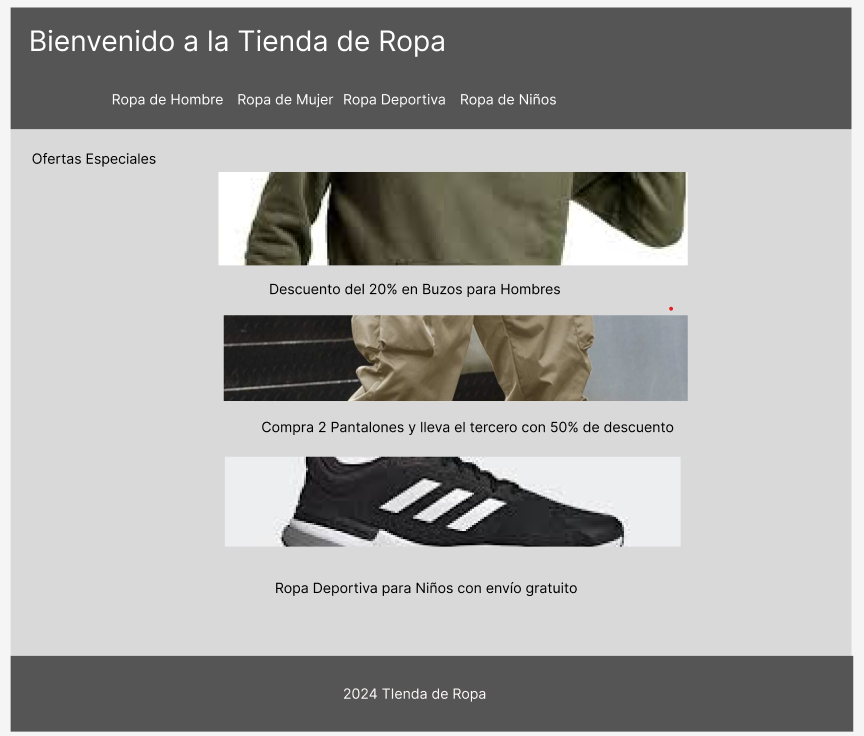 Bienvenido a la Tienda de Ropa
Ropa de Hombre Ropa de Mujer Ropa Deportiva Ropa de Niños
Ofertas Especiales
Descuento del 20% en Buzos para Hombres
Compra 2 Pantalones y lleva el tercero con 50% de descuento
Ropa Deportiva para Niños con envío gratuito
2024 TIenda de Ropa